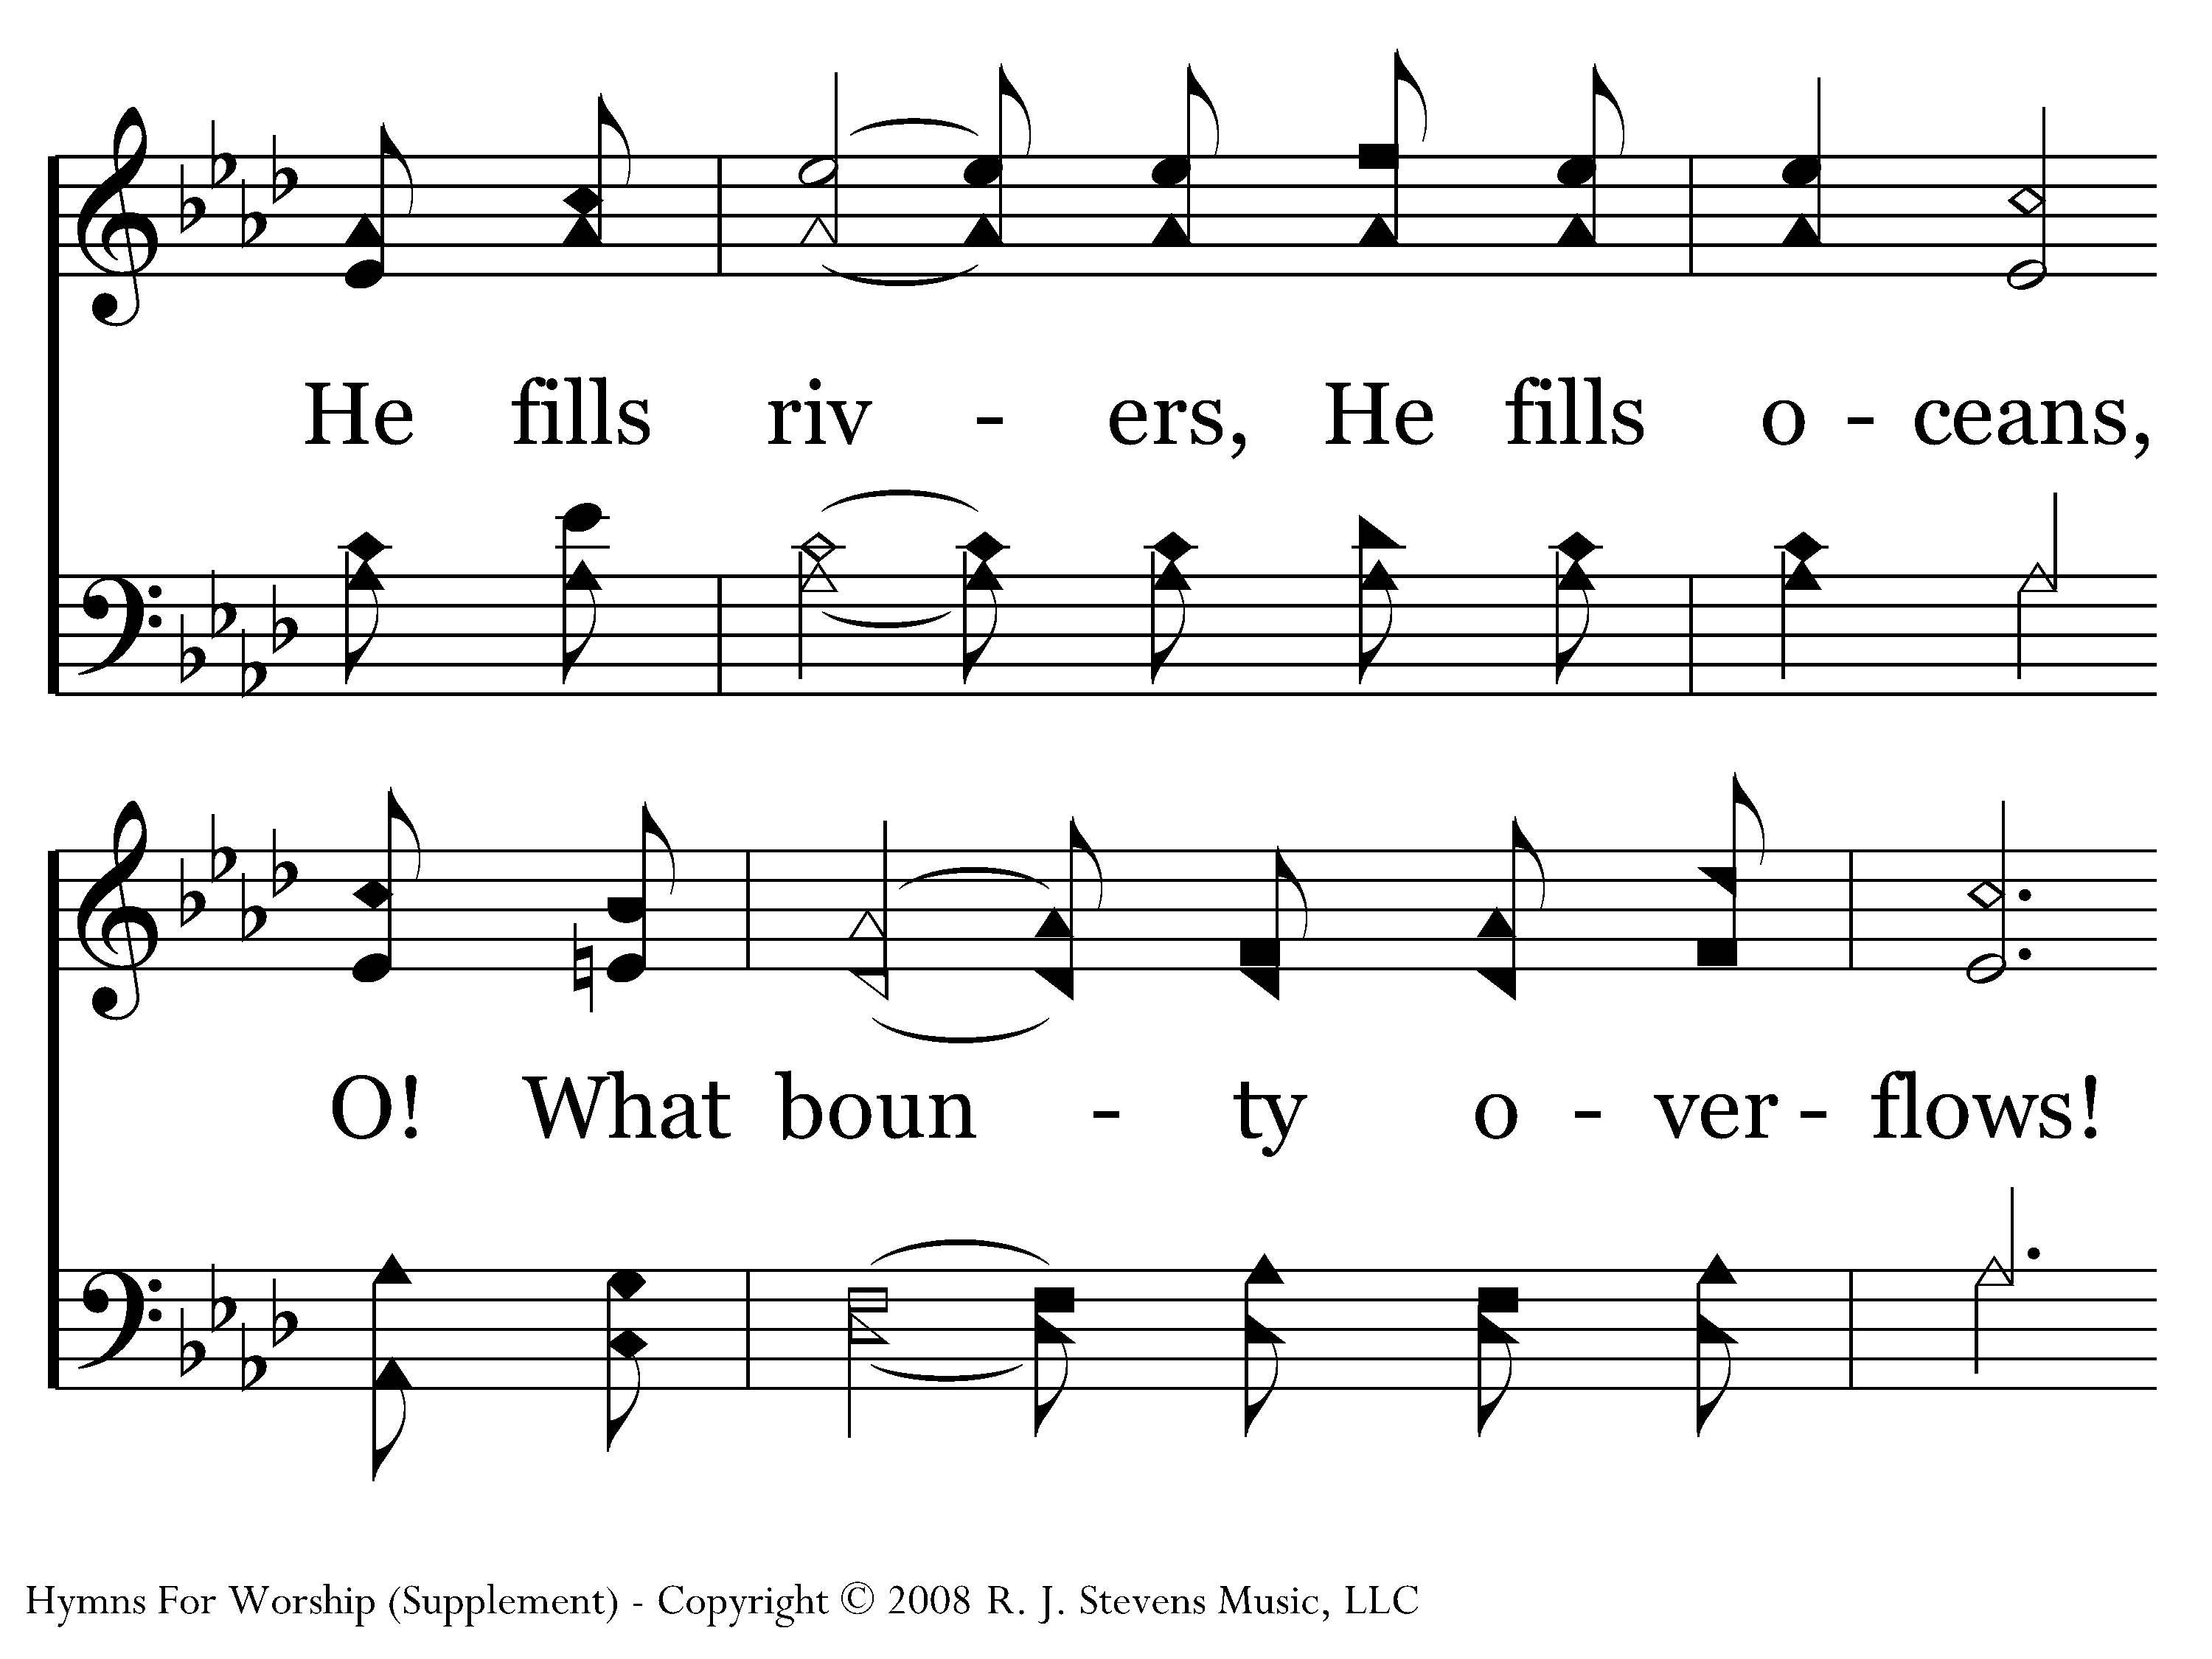 He fills riv - ers, He fills o - ceans,
O! What boun - ty o - ver - flows!
Hymns For Worship (Supplement) - Copyright © 2008 R. J. Stevens Music, LLC